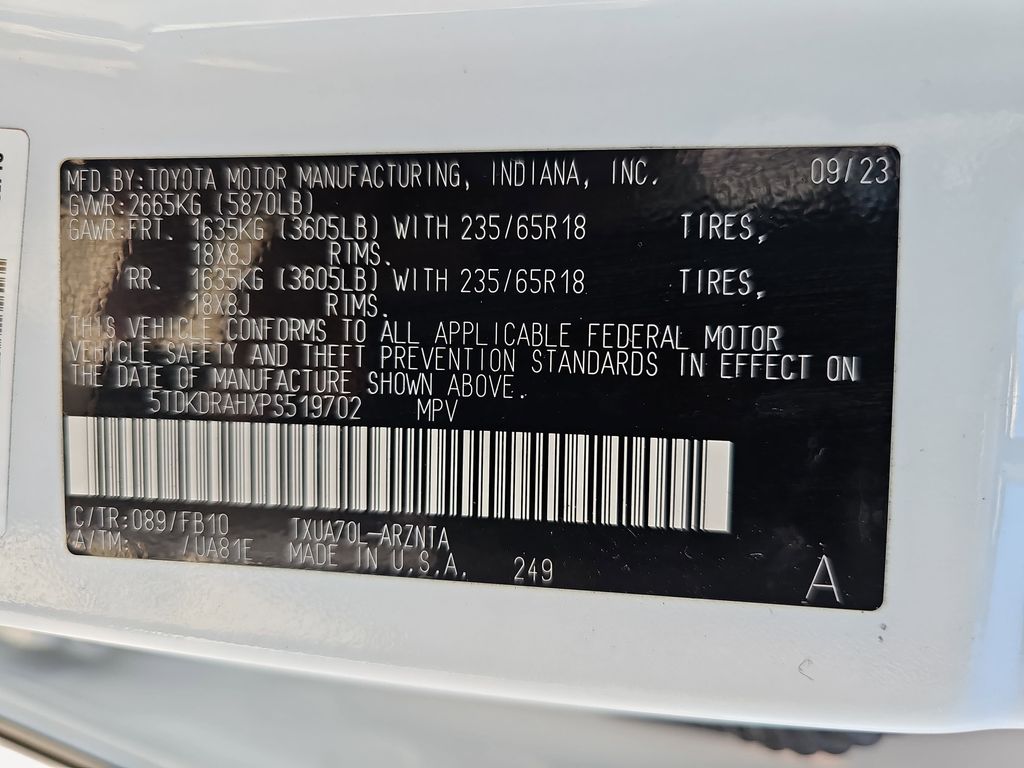 MFD.BY:TOYOTA MOTOR MANUFACTURING, INDIANA, INC. 09/23
GVWR:2665KG (5870LB)
GAWR:FRT. 1635KG (3605LB) WITH 235/65R18 TIRES,
18X8J RIMS.
RR. 1635KG (3605LB) WITH 235/65R18 TIRES,
18X8J RIMS.
THIS VEHICLE CONFORMS TO ALL APPLICABLE FEDERAL MOTOR
VEHICLE SAFETY AND THEFT PREVENTION STANDARDS IN EFFECT ON
THE DATE OF MANUFACTURE SHOWN ABOVE.
5TDKDRAHXPS519702 MPV
C/TR:089/FB10 TXUA70L-ARZNTA
A/TM: /UA81E MADE IN U.S.A. 249
A